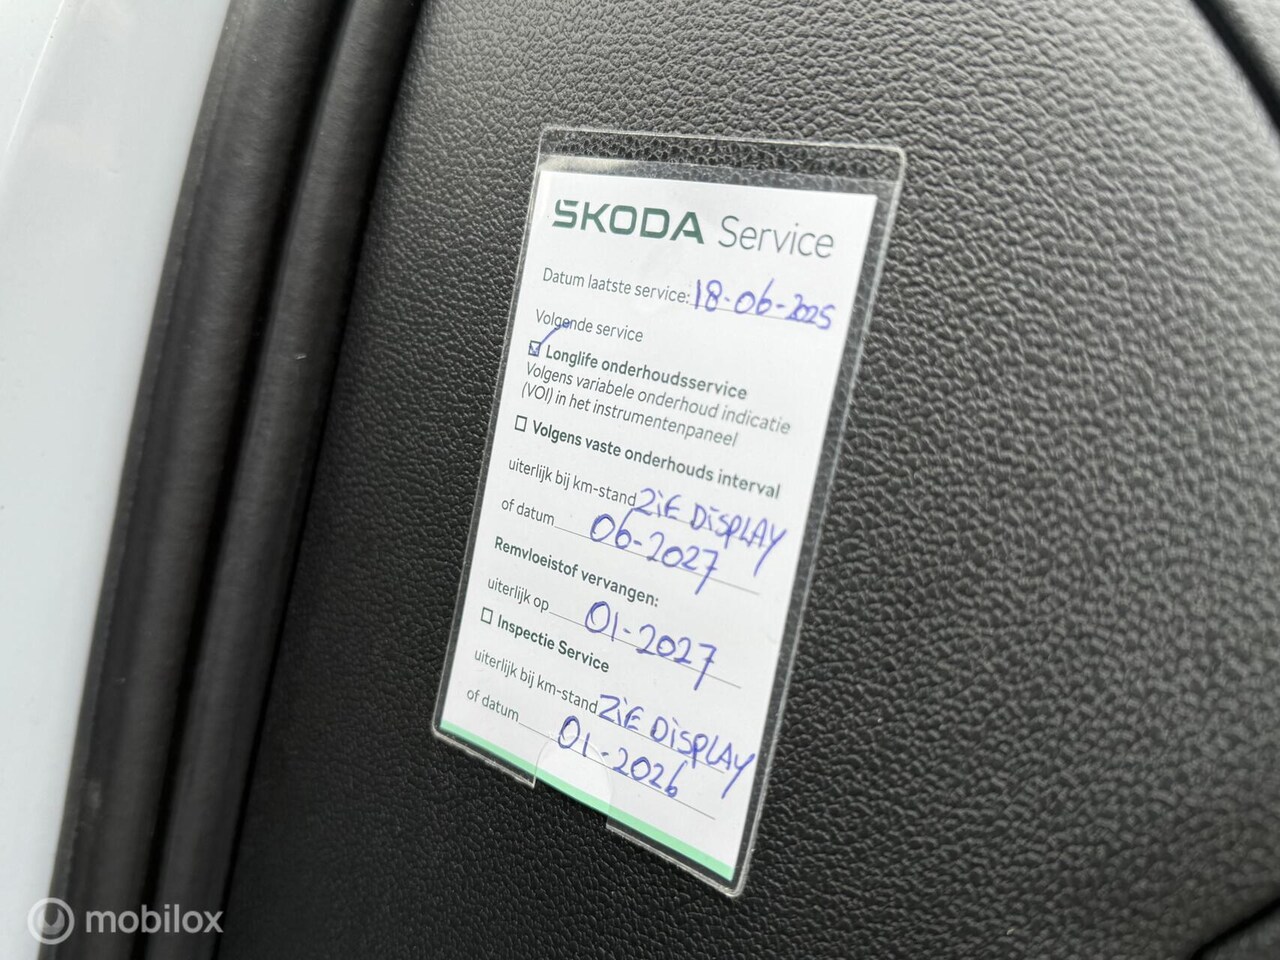 ŠKODA Service
Datum laatste service: 18-06-2025
Volgende service
Longlife onderhoudsservice
Volgens variabele onderhoud indicatie
(VOI) in het instrumentenpaneel
Volgens vaste onderhouds interval
uiterlijk bij km-stand ZiE DiSPLAY
of datum 06-2027
Remvloeistof vervangen:
uiterlijk op 01-2027
Inspectie Service
uiterlijk bij km-stand ZiE DiSPLAY
of datum 01-2026
mobilox